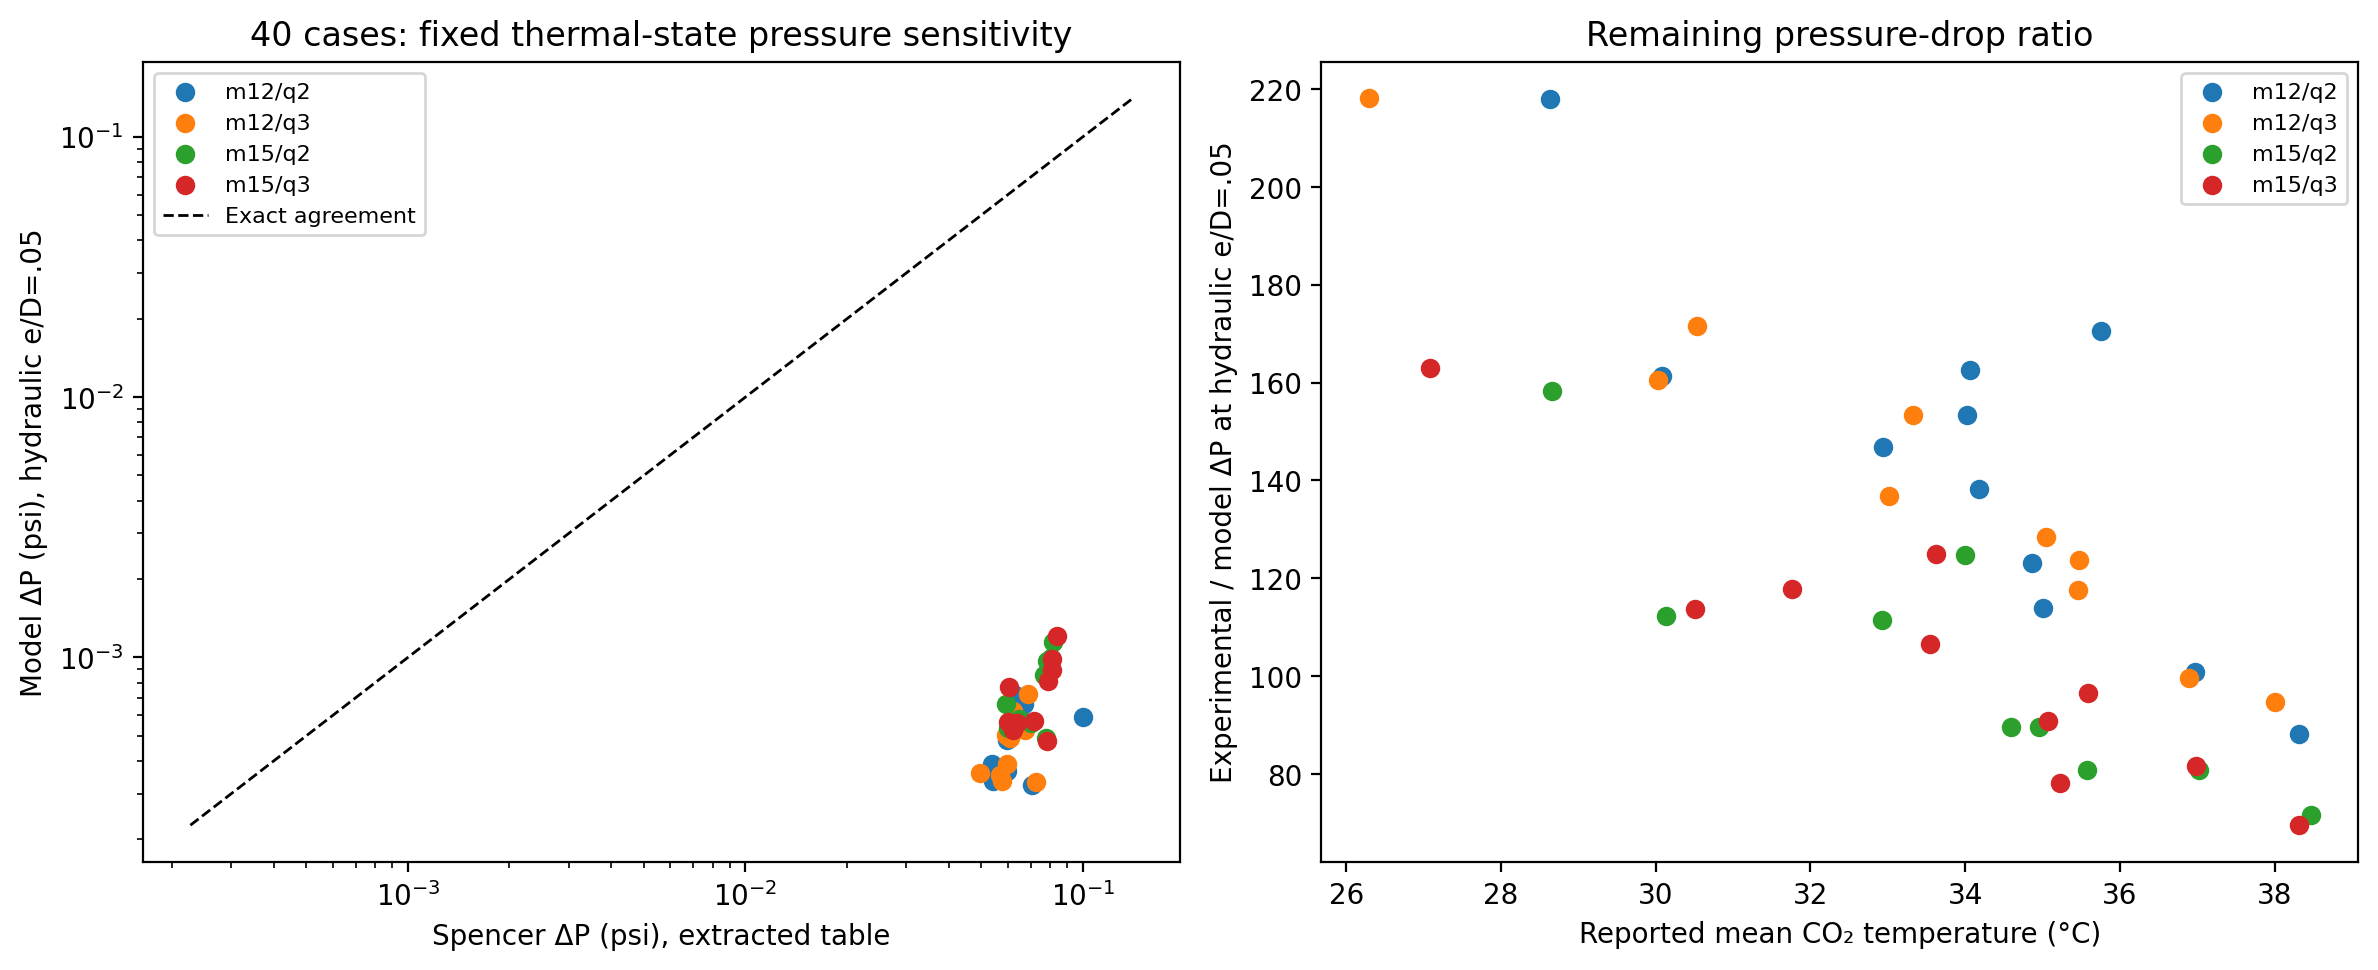 40 cases: fixed thermal-state pressure sensitivity
m12/q2
m12/q3
m15/q2
m15/q3
Exact agreement
10⁻¹
10⁻²
10⁻³
Model ΔP (psi), hydraulic e/D=.05
10⁻³
10⁻²
10⁻¹
Spencer ΔP (psi), extracted table
Remaining pressure-drop ratio
m12/q2
m12/q3
m15/q2
m15/q3
220
200
180
160
140
120
100
80
Experimental / model ΔP at hydraulic e/D=.05
26
28
30
32
34
36
38
Reported mean CO₂ temperature (°C)